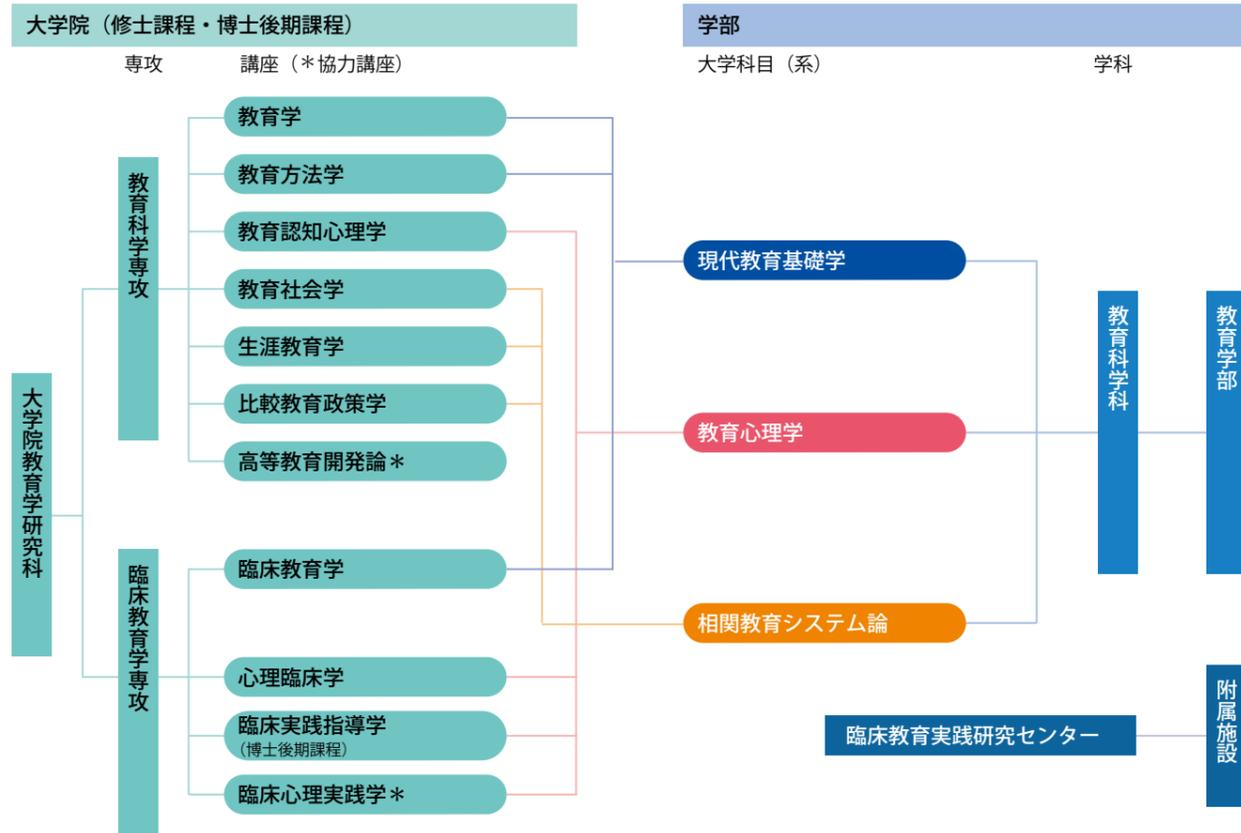 大学院（修士課程・博士後期課程）
学部
専攻
講座（＊協力講座）
大学科目（系）
学科
大学院教育学研究科
教育科学専攻
教育学
教育方法学
教育認知心理学
教育社会学
生涯教育学
比較教育政策学
高等教育開発論＊
臨床教育学専攻
臨床教育学
心理臨床学
臨床実践指導学
（博士後期課程）
臨床心理実践学＊
現代教育基礎学
教育心理学
相関教育システム論
教育科学科
教育学部
臨床教育実践研究センター
附属施設